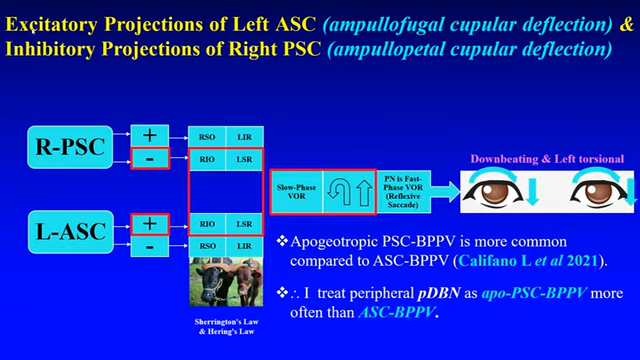 Excitatory Projections of Left ASC (ampullofugal cupular deflection) &
Inhibitory Projections of Right PSC (ampullopetal cupular deflection)
R-PSC
+
-
RSO LIR
RIO LSR
L-ASC
+
-
RIO LSR
RSO LIR
Slow-Phase
VOR
PN is Fast-
Phase VOR
(Reflexive
Saccade)
Downbeating & Left torsional
Sherrington's Law
& Hering's Law
❖Apogeotropic PSC-BPPV is more common
compared to ASC-BPPV (Califano L et al 2021).
❖∴ I treat peripheral pDBN as apo-PSC-BPPV more
often than ASC-BPPV.